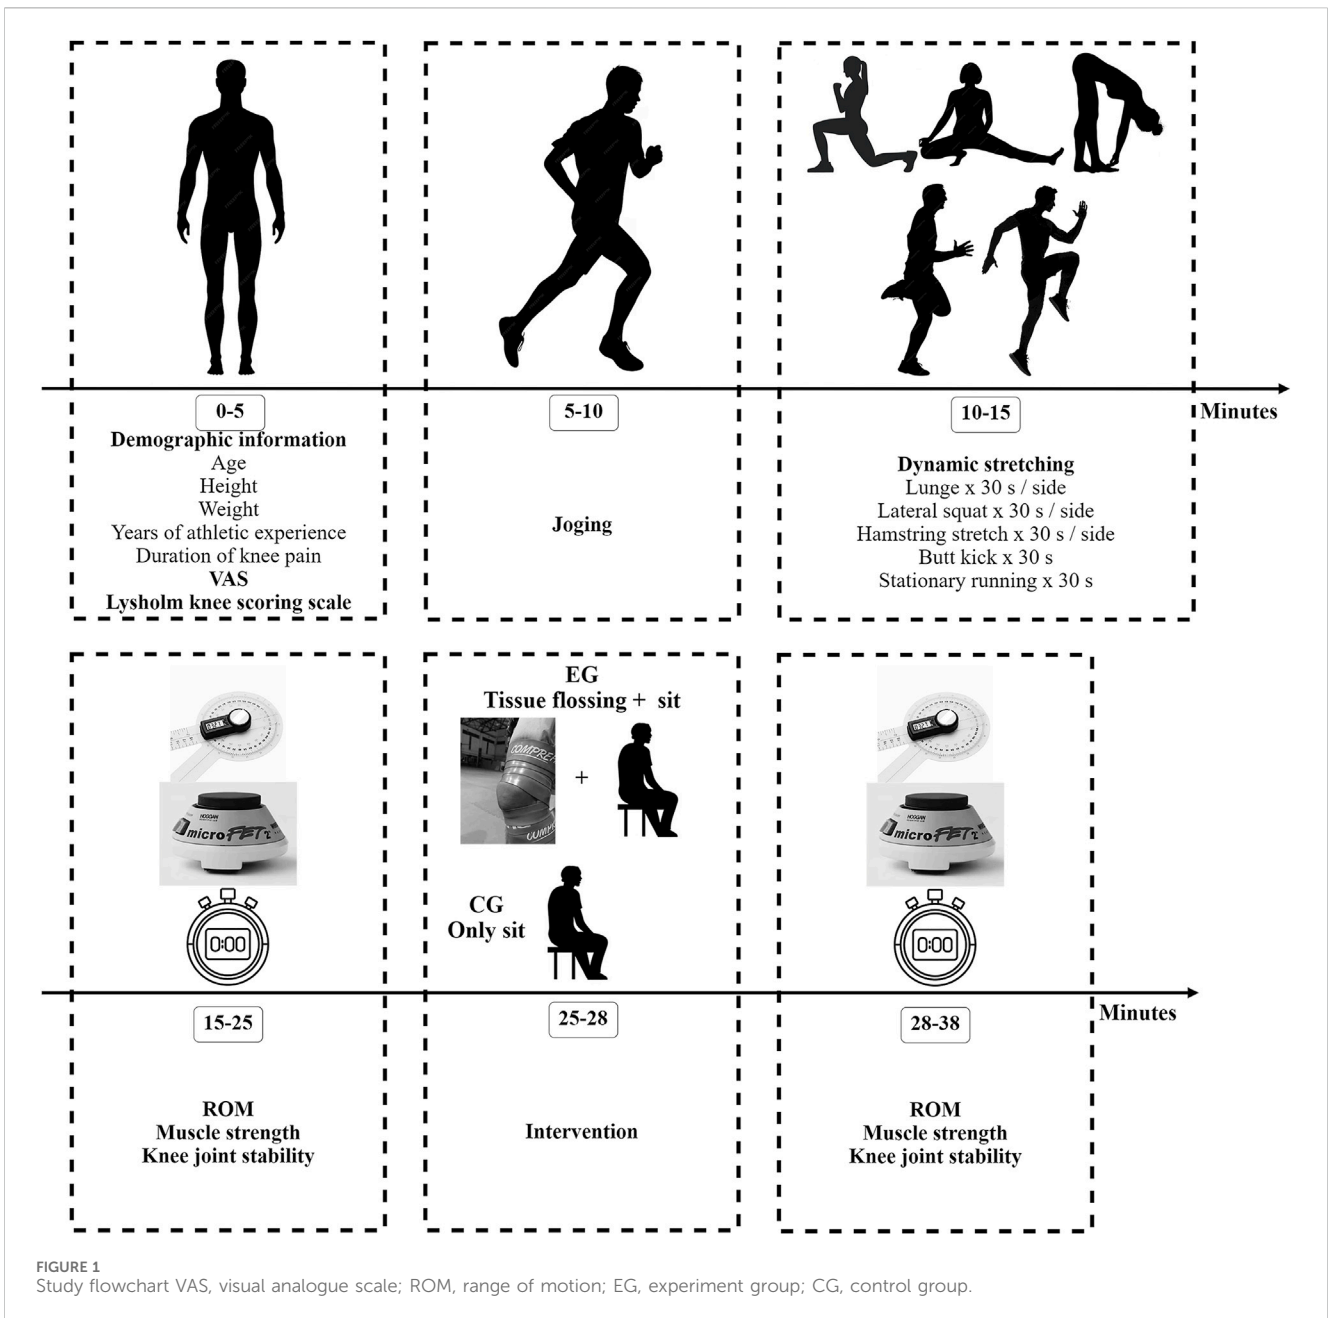 0-5
Demographic information
Age
Height
Weight
Years of athletic experience
Duration of knee pain
VAS
Lysholm knee scoring scale
5-10
Joging
10-15
Minutes
Dynamic stretching
Lunge x 30 s / side
Lateral squat x 30 s / side
Hamstring stretch x 30 s / side
Butt kick x 30 s
Stationary running x 30 s
HOGGAN
microFET2
0:00
15-25
ROM
Muscle strength
Knee joint stability
EG
Tissue flossing + sit
+
CG
Only sit
25-28
Intervention
HOGGAN
microFET2
0:00
28-38
Minutes
ROM
Muscle strength
Knee joint stability
FIGURE 1
Study flowchart VAS, visual analogue scale; ROM, range of motion; EG, experiment group; CG, control group.